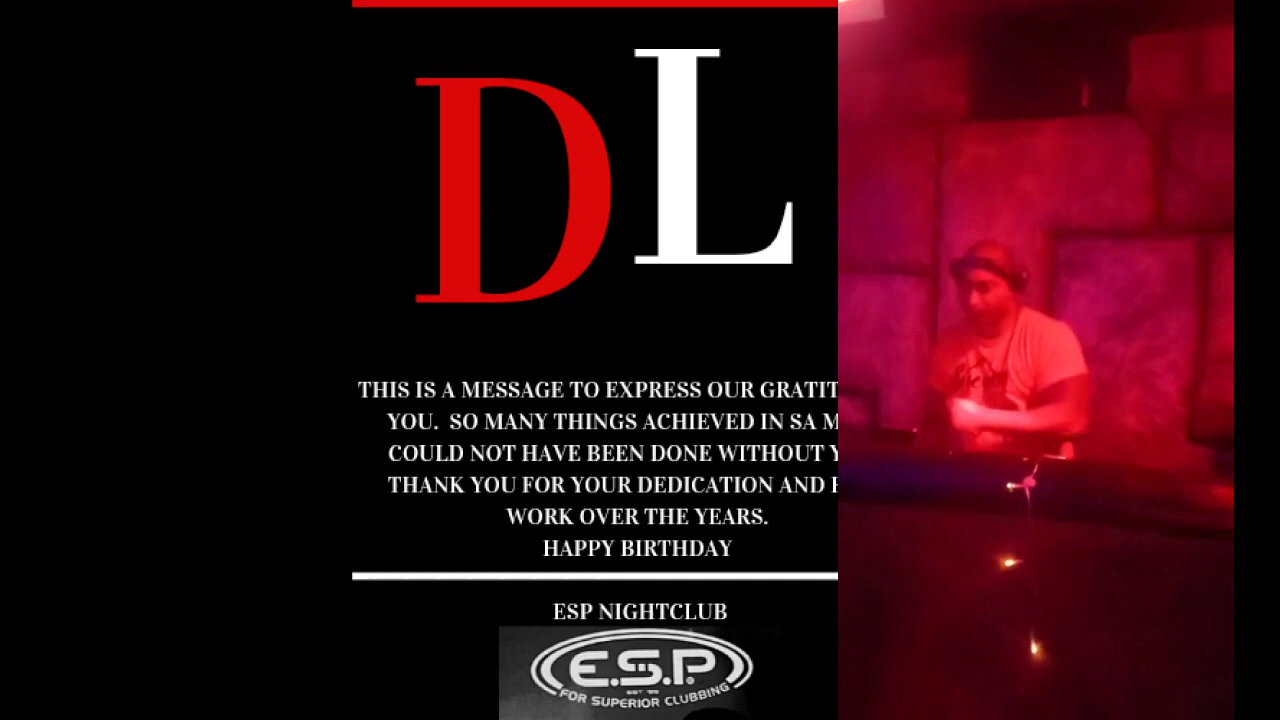 DL
THIS IS A MESSAGE TO EXPRESS OUR GRATIT
YOU. SO MANY THINGS ACHIEVED IN SA M
COULD NOT HAVE BEEN DONE WITHOUT Y
THANK YOU FOR YOUR DEDICATION AND H
WORK OVER THE YEARS.
HAPPY BIRTHDAY
ESP NIGHTCLUB
E.S.P.®
FOR SUPERIOR CLUBBING